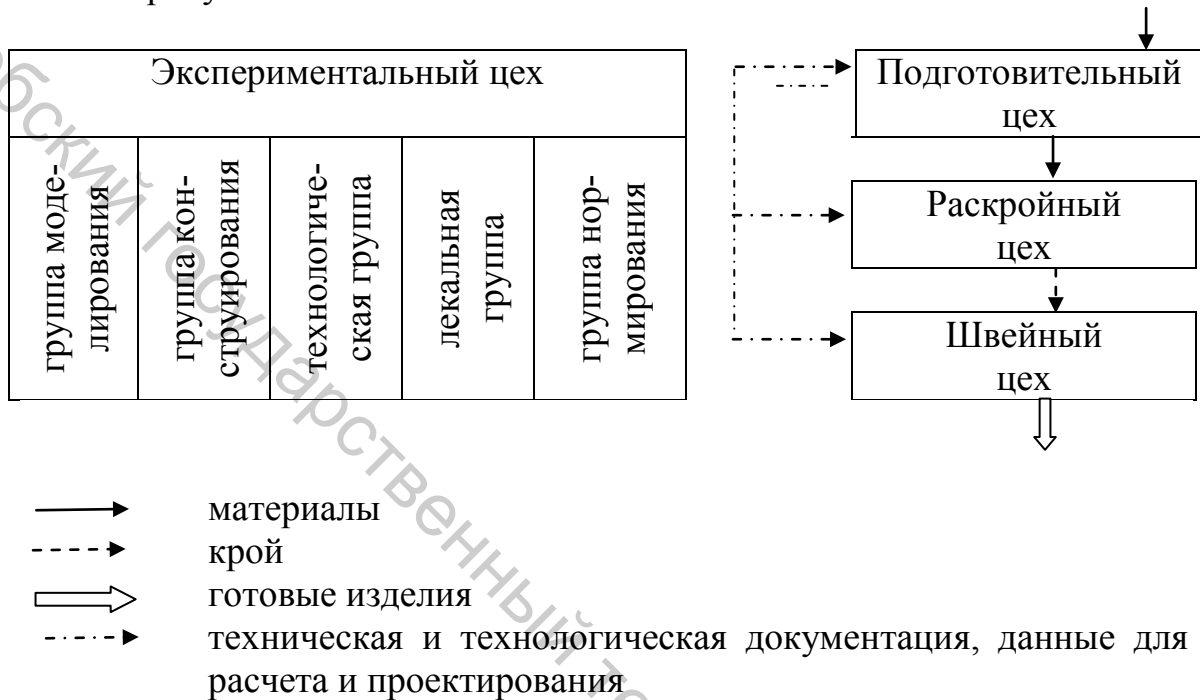 Экспериментальный цех
группа моде-
лирования
группа кон-
струирования
технологиче-
ская группа
лекальная
группа
группа нор-
мирования
Подготовительный
цех
Раскройный
цех
Швейный
цех
материалы
крой
готовые изделия
техническая и технологическая документация, данные для
расчета и проектирования
государственный